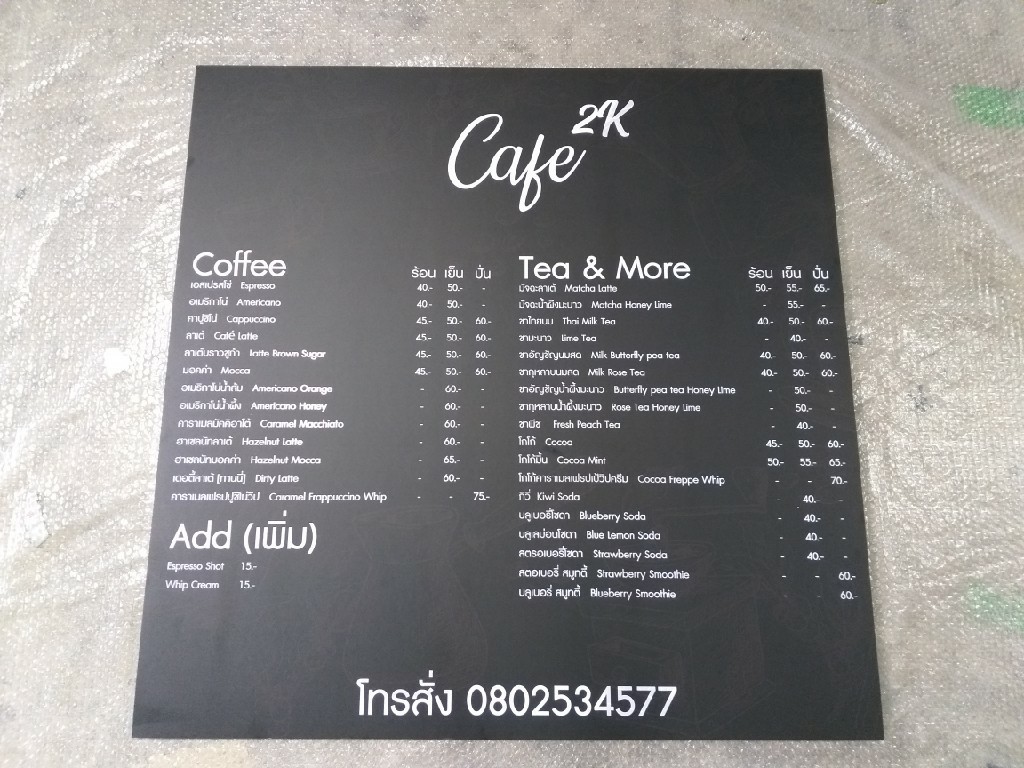 Cafe 2K
Coffee ร้อน เย็น ปั่น
เอสเปรสโซ่ Espresso 40.- 50.- -
อเมริกาโน่ Americano 40.- 50.- -
คาปูชิโน่ Cappuccino 45.- 50.- 60.-
ลาเต้ Café Latte 45.- 50.- 60.-
ลาเต้บราวชูก้า Latte Brown Sugar 45.- 50.- 60.-
มอคค่า Mocca 45.- 50.- 60.-
อเมริกาโน่น้ำส้ม Americano Orange - 60.- -
อเมริกาโน่น้ำผึ้ง Americano Honey - 60.- -
คาราเมลมัคคิอาโต้ Caramel Macchiato - 60.- -
ฮาเซลนัทลาเต้ Hazelnut Latte - 60.- -
ฮาเซลนัทมอคค่า Hazelnut Mocca - 65.- -
เดอตี้ลาเต้ Dirty Latte - 60.- -
คาราเมลแฟรปปูชิโน่วิป Caramel Frappuccino Whip - - 75.-
Add (เพิ่ม)
Espresso Shot 15.-
Whip Cream 15.-
Tea & More ร้อน เย็น ปั่น
มัจฉะลาเต้ Matcha Latte 50.- 55.- 65.-
มัจฉะน้ำผึ้งมะนาว Matcha Honey Lime - 55.- -
ชาไทยนม Thai Milk Tea 40.- 50.- 60.-
ชามะนาว Lime Tea - 40.- -
ชาอัญชัญนมสด Milk Butterfly pea tea 40.- 50.- 60.-
ชากุหลาบนมสด Milk Rose Tea 40.- 50.- 60.-
ชาอัญชัญน้ำผึ้งมะนาว Butterfly pea tea Honey Lime - 50.- -
ชากุหลาบน้ำผึ้งมะนาว Rose Tea Honey Lime - 50.- -
ชาพีช Fresh Peach Tea - 40.- -
โกโก้ Cocoa 45.- 50.- 60.-
โกโก้มิ้น Cocoa Mint 50.- 55.- 65.-
โกโก้คาราเมลแฟรปเป้วิปครีม Cocoa Freppe Whip - - 70.-
กีวี่ Kiwi Soda 40.
บลูเบอร์รี่โซดา Blueberry Soda - 40.- -
บลูเลม่อนโซดา Blue Lemon Soda - 40.- -
สตรอเบอรี่โซดา Strawberry Soda - 40.- -
สตอเบอรี่ สมูทตี้ Strawberry Smoothie - - 60.-
บลูเบอรี่ สมูทตี้ Blueberry Smoothie - - 60.-
โทรสั่ง 0802534577